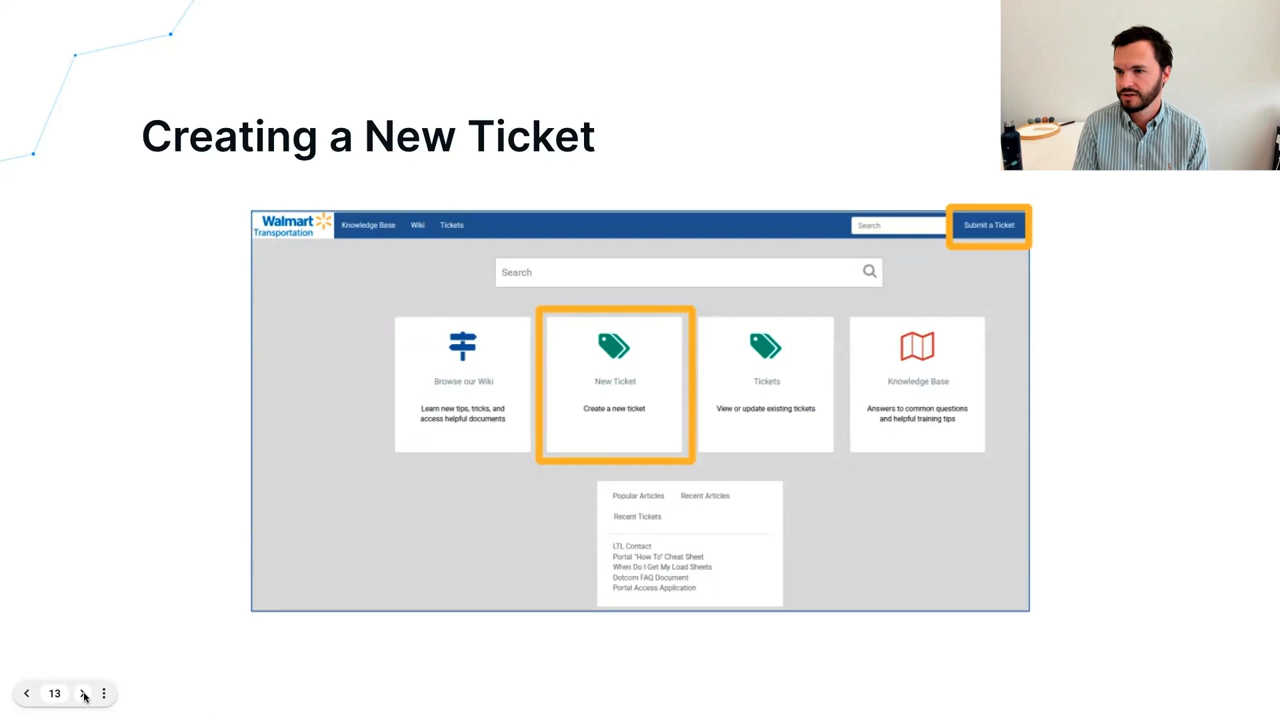 Creating a New Ticket
Walmart
Transportation
Knowledge Base
Wiki
Tickets
Search
Submit a Ticket
Search
Browse our Wiki
Learn new tips, tricks, and
access helpful documents
New Ticket
Create a new ticket
Tickets
View or update existing tickets
Knowledge Base
Answers to common questions
and helpful training tips
Popular Articles
Recent Articles
Recent Tickets
LTL Contact
Portal "How To" Cheat Sheet
When Do I Get My Load Sheets
Dotcom FAQ Document
Portal Access Application
13